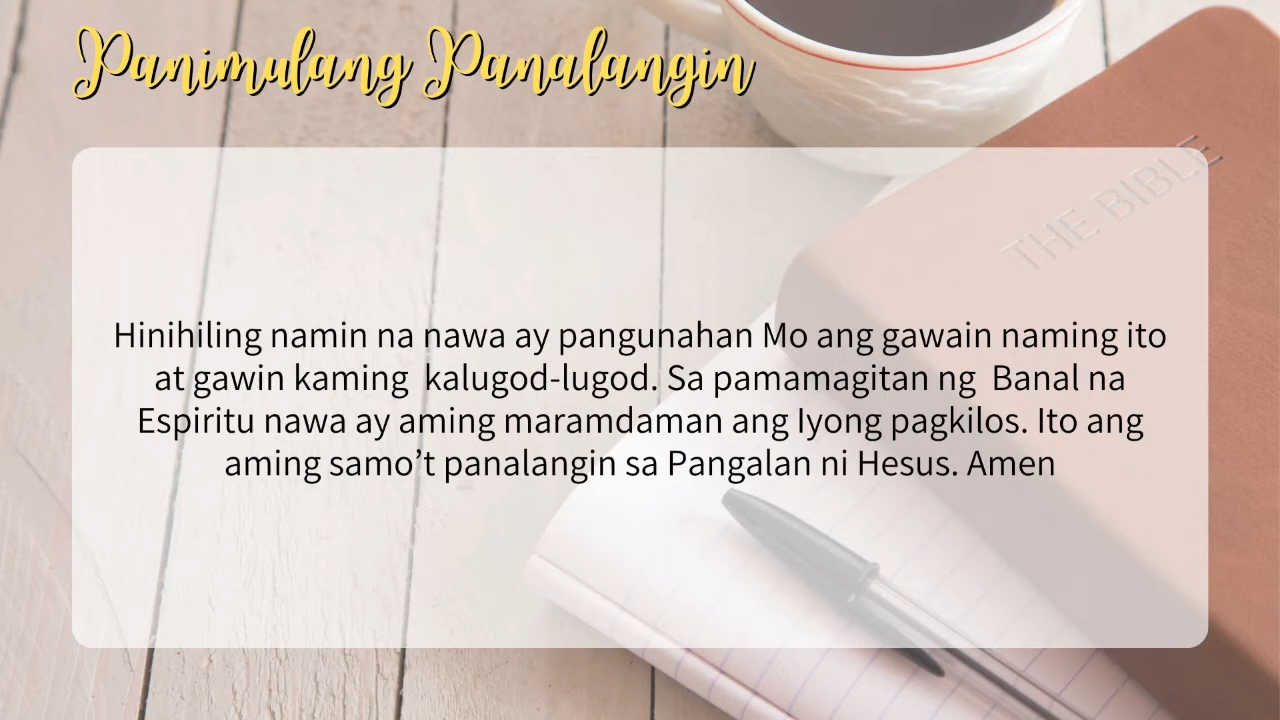 Panimulang Panalangin
THE BIBLE
Hinihiling namin na nawa ay pangunahan Mo ang gawain naming ito
at gawin kaming  kalugod-lugod. Sa pamamagitan ng  Banal na
Espiritu nawa ay aming maramdaman ang Iyong pagkilos. Ito ang
aming samo’t panalangin sa Pangalan ni Hesus. Amen